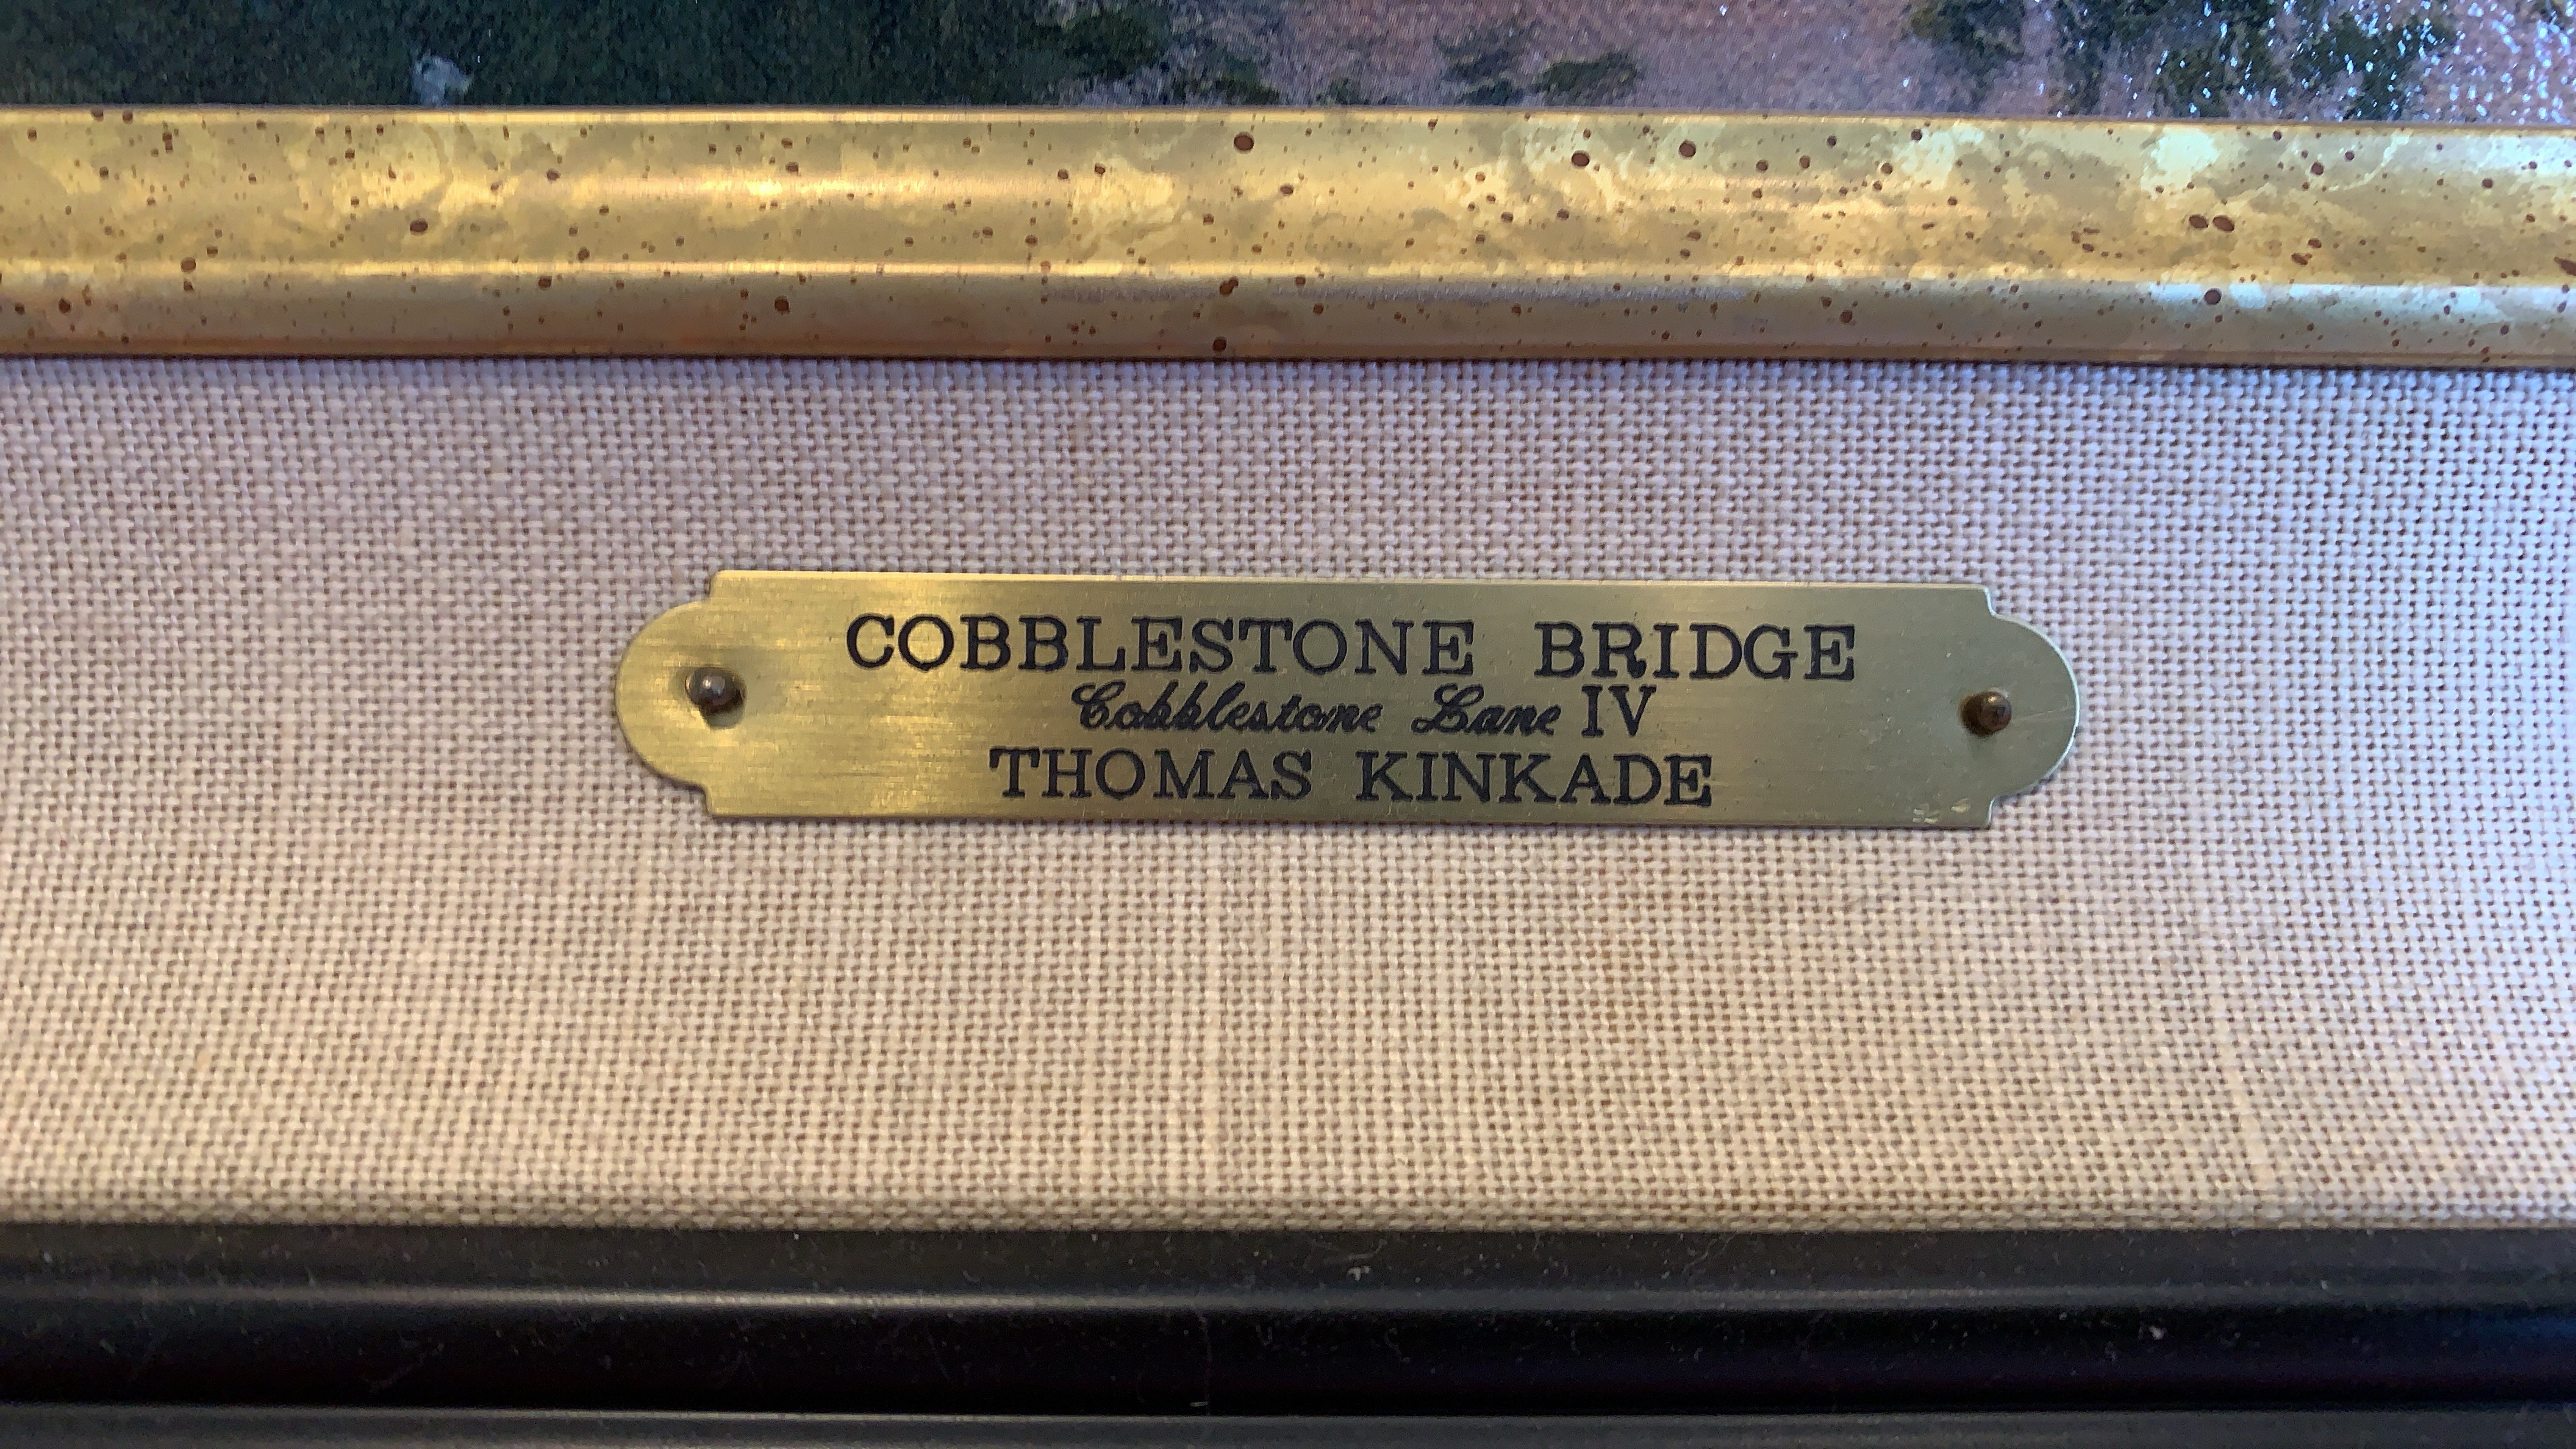 COBBLESTONE BRIDGE
Cobblestone Lane IV
THOMAS KINKADE